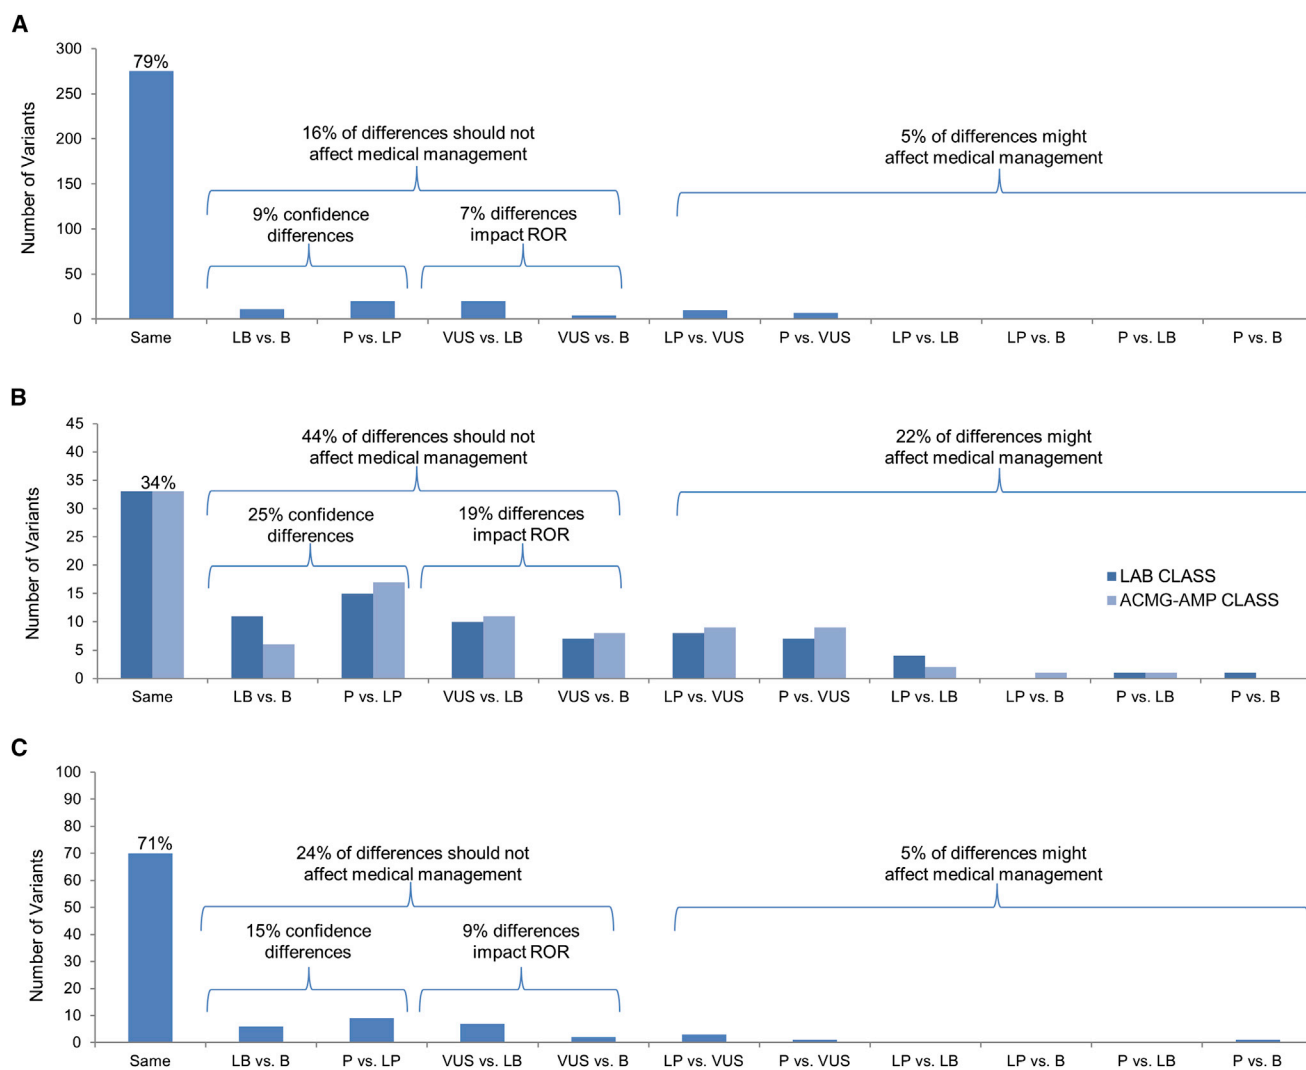 A
300
250
200
150
100
50
0
Number of Variants
79%
16% of differences should not
affect medical management
9% confidence
differences
7% differences
impact ROR
5% of differences might
affect medical management
Same
LB vs. B
P vs. LP
VUS vs. LB
VUS vs. B
LP vs. VUS
P vs. VUS
LP vs. LB
LP vs. B
P vs. LB
P vs. B
B
45
40
35
30
25
20
15
10
5
0
Number of Variants
34%
44% of differences should not
affect medical management
25% confidence
differences
19% differences
impact ROR
22% of differences might
affect medical management
LAB CLASS
ACMG-AMP CLASS
Same
LB vs. B
P vs. LP
VUS vs. LB
VUS vs. B
LP vs. VUS
P vs. VUS
LP vs. LB
LP vs. B
P vs. LB
P vs. B
C
100
90
80
70
60
50
40
30
20
10
0
Number of Variants
71%
24% of differences should not
affect medical management
15% confidence
differences
9% differences
impact ROR
5% of differences might
affect medical management
Same
LB vs. B
P vs. LP
VUS vs. LB
VUS vs. B
LP vs. VUS
P vs. VUS
LP vs. LB
LP vs. B
P vs. LB
P vs. B